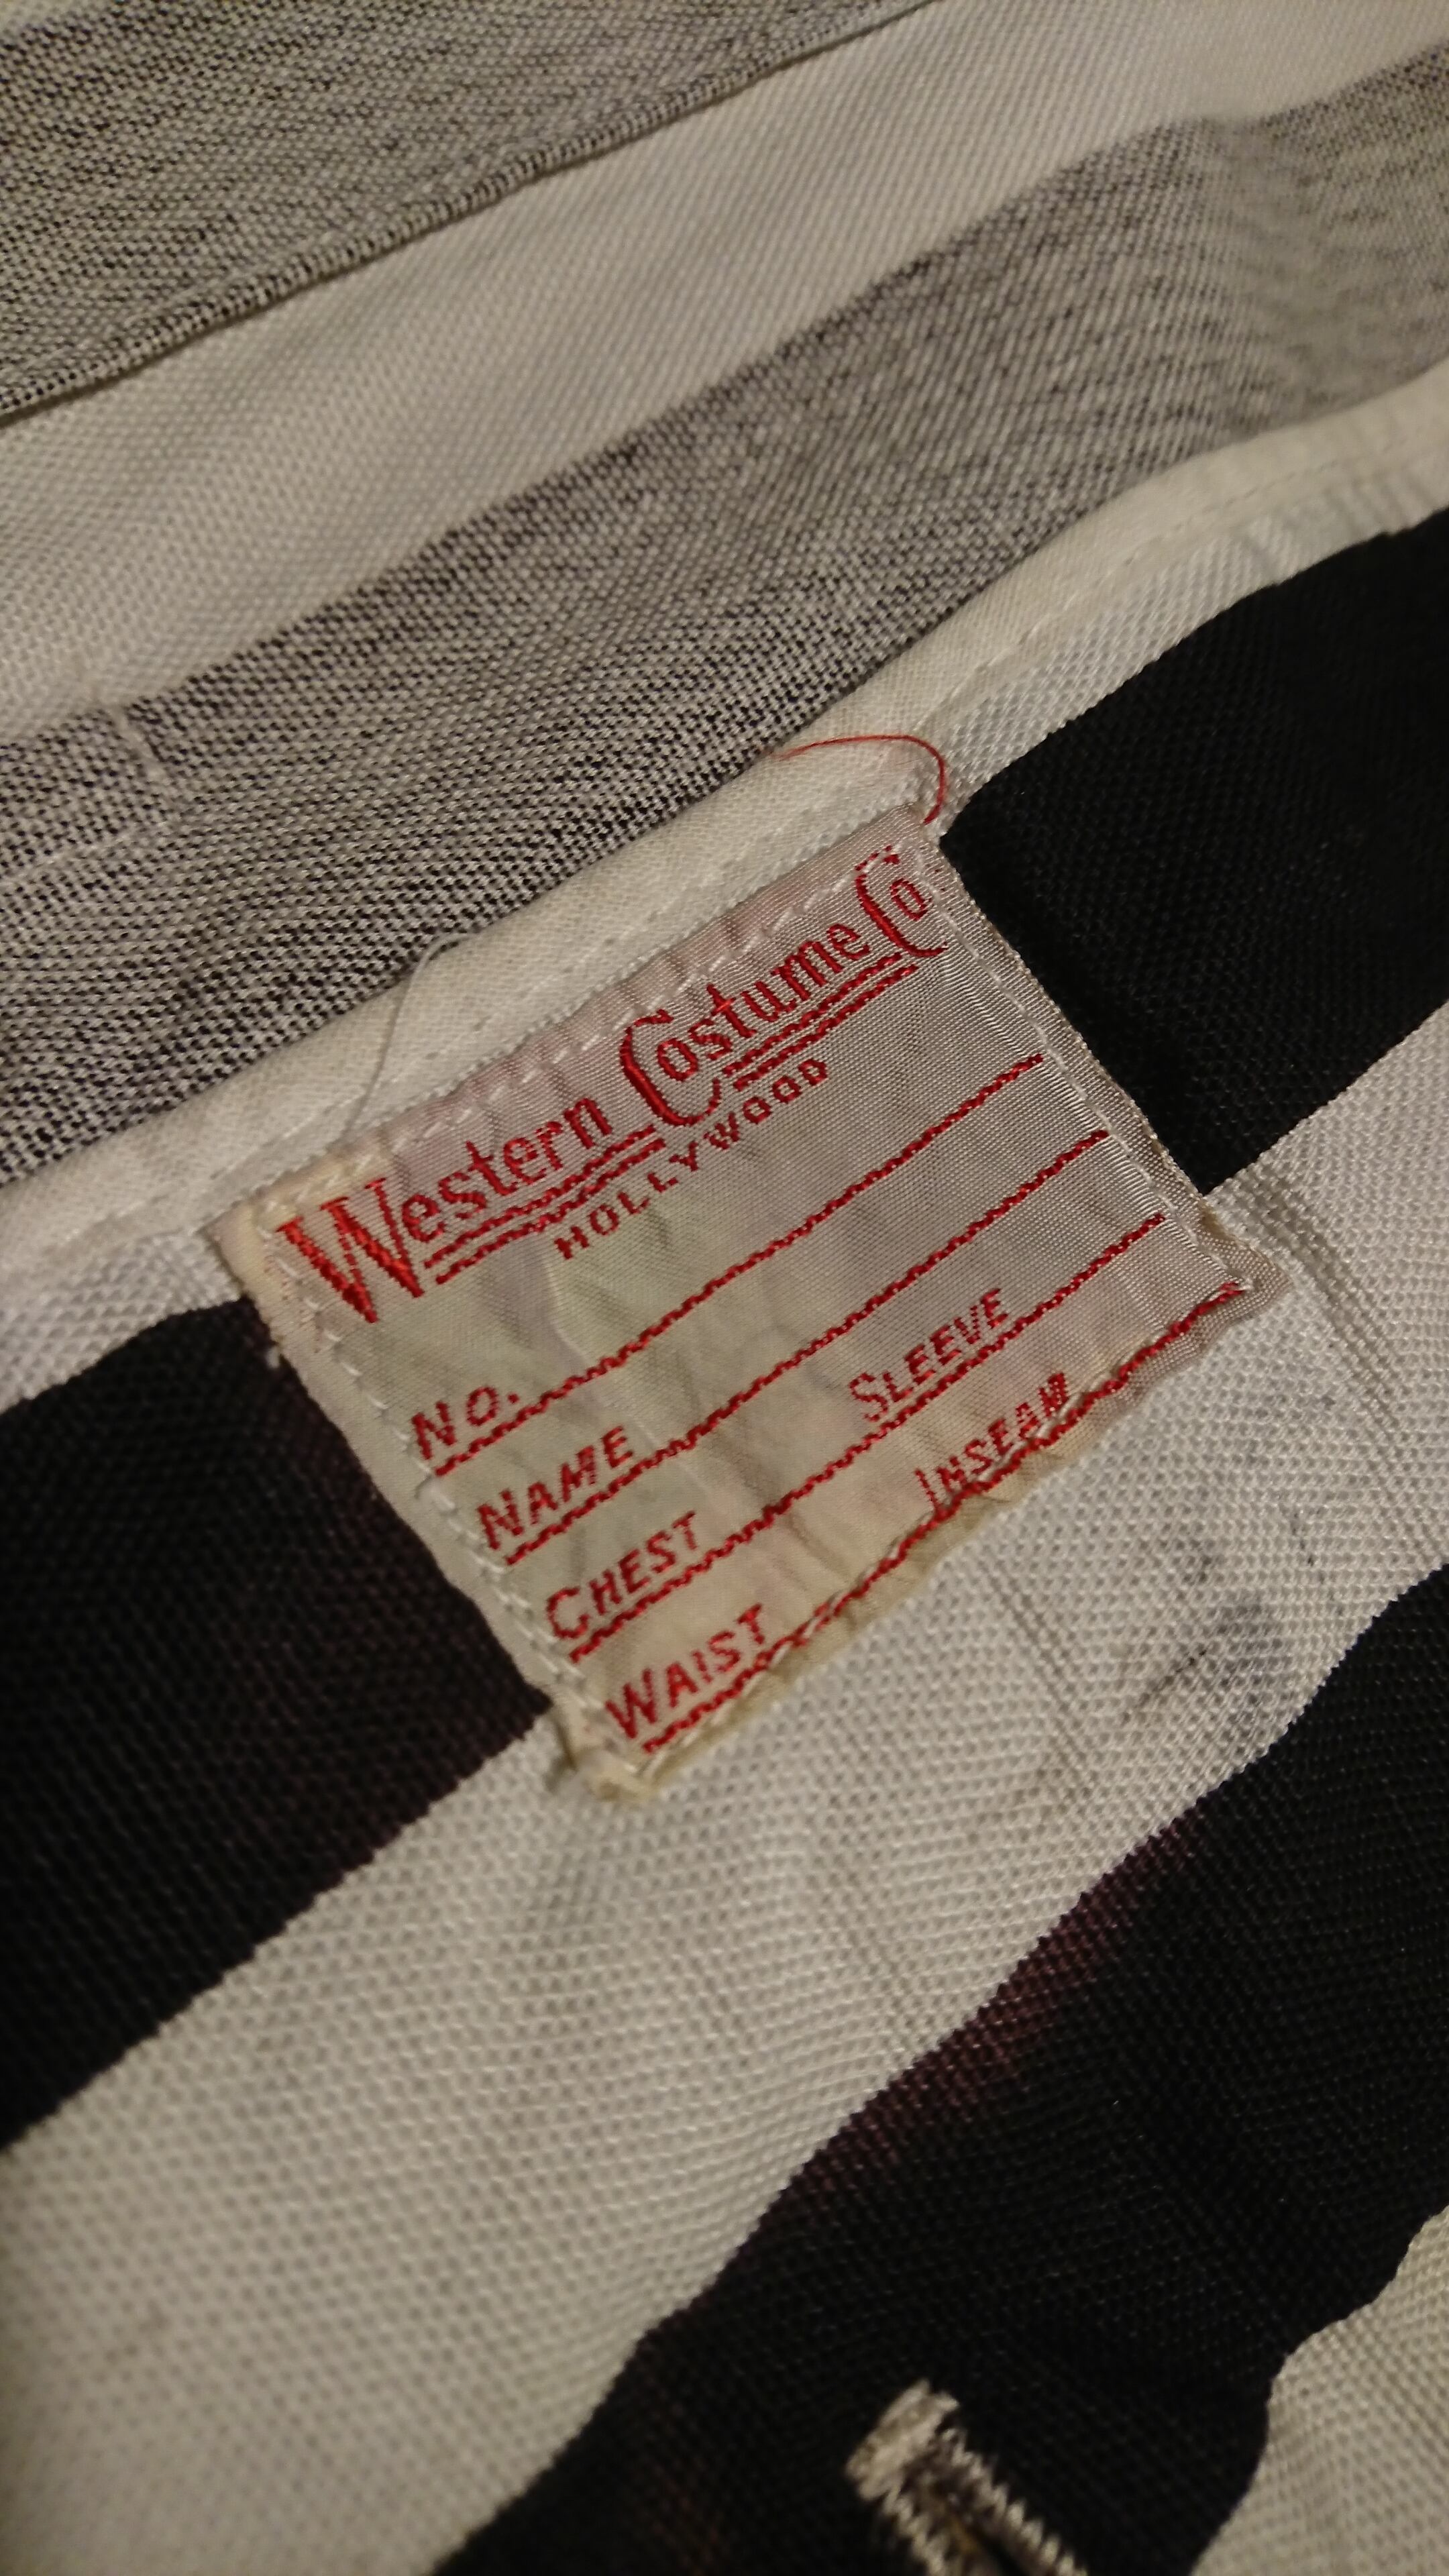 Western Costume Co
HOLLYWOOD
NO.
NAME
CHEST SLEEVE
WAIST INSEAM